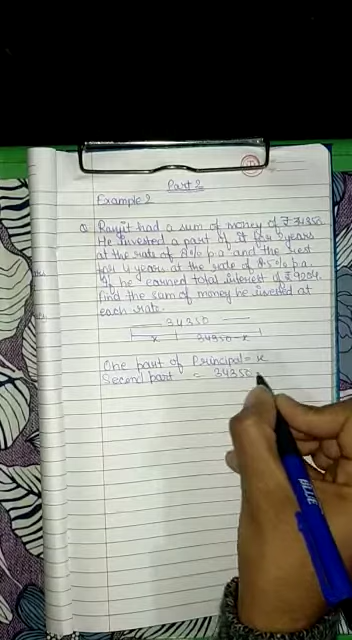 Part 2
Example 2
Q Ranjit had a sum of money of ₹ 34350.
He invested a part of it for 2 years
at the rate of 8% p.a and the rest
for 4 years at the rate of 8.5% p.a.
If he earned total interest of ₹ 9204.
Find the sum of money he invested at
each rate.
34350
x 34350 - x
One part of Principal = x
Second part = 34350
BLUE